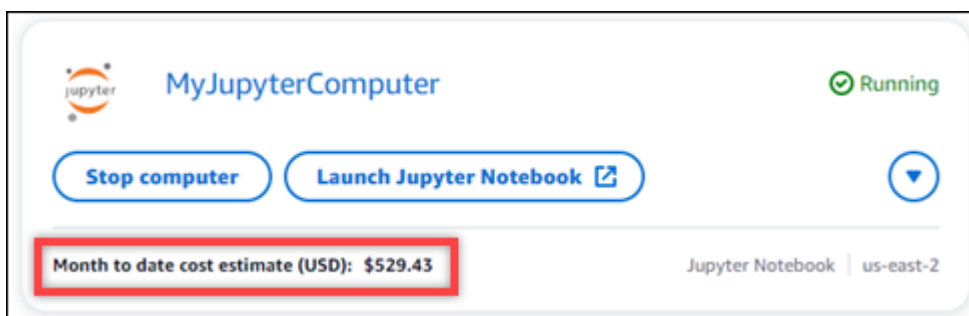 jupyter
MyJupyterComputer
Running
Stop computer
Launch Jupyter Notebook
Month to date cost estimate (USD): $529.43
Jupyter Notebook
us-east-2